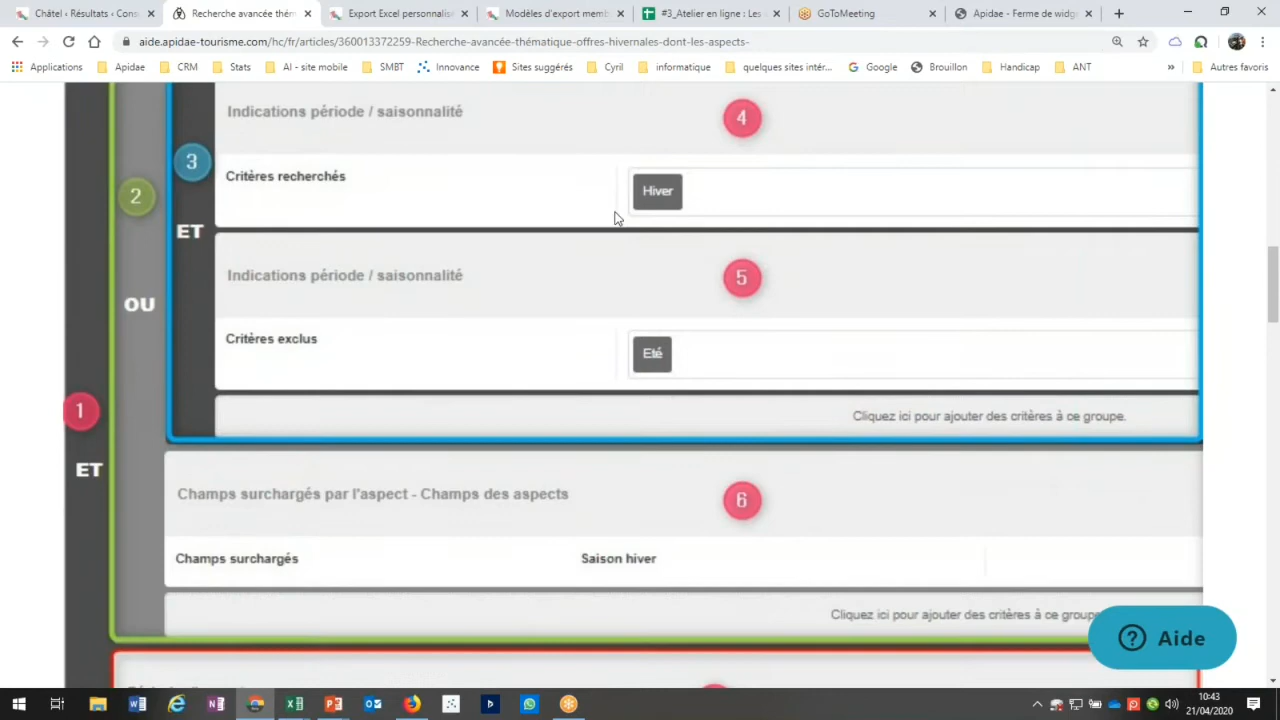 Châtel ‹ Résultats ‹ Cons
Recherche avancée thém
Export Excel personnalis
Modèles d'export memb
#3_Atelier en ligne : Les
GoToMeeting
Apidae - Ferme de widg
aide.apidae-tourisme.com/hc/fr/articles/360013372259-Recherche-avancée-thématique-offres-hivernales-dont-les-aspects-
Applications
Apidae
CRM
Stats
AI - site mobile
SMBT
Innovance
Sites suggérés
Cyril
informatique
quelques sites intér...
Google
Brouillon
Handicap
ANT
»
Autres favoris
Indications période / saisonnalité
4
3
Critères recherchés
Hiver
2
ET
Indications période / saisonnalité
5
OU
Critères exclus
Eté
1
Cliquez ici pour ajouter des critères à ce groupe.
ET
Champs surchargés par l'aspect - Champs des aspects
6
Champs surchargés
Saison hiver
Cliquez ici pour ajouter des critères à ce groupe
Aide
10:43
21/04/2020